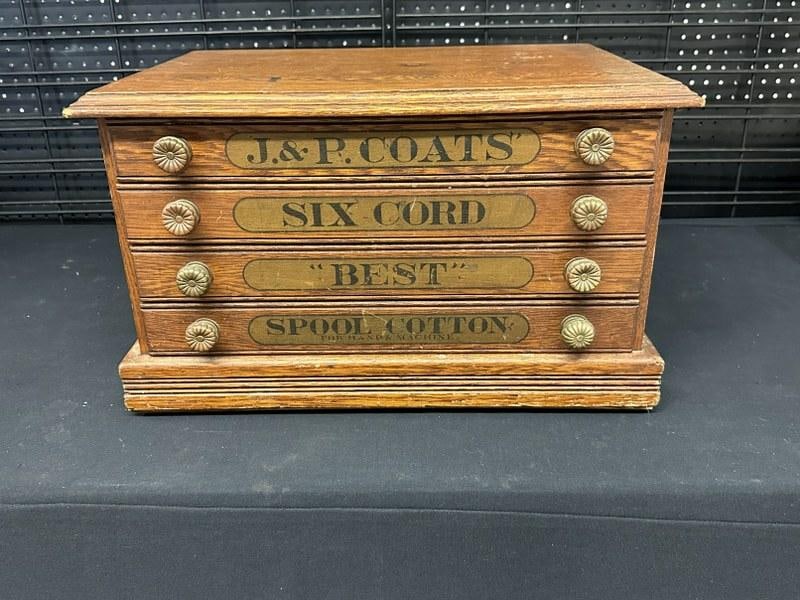 J.&P. COATS'
SIX CORD
"BEST"
SPOOL COTTON
FOR HAND & MACHINE.